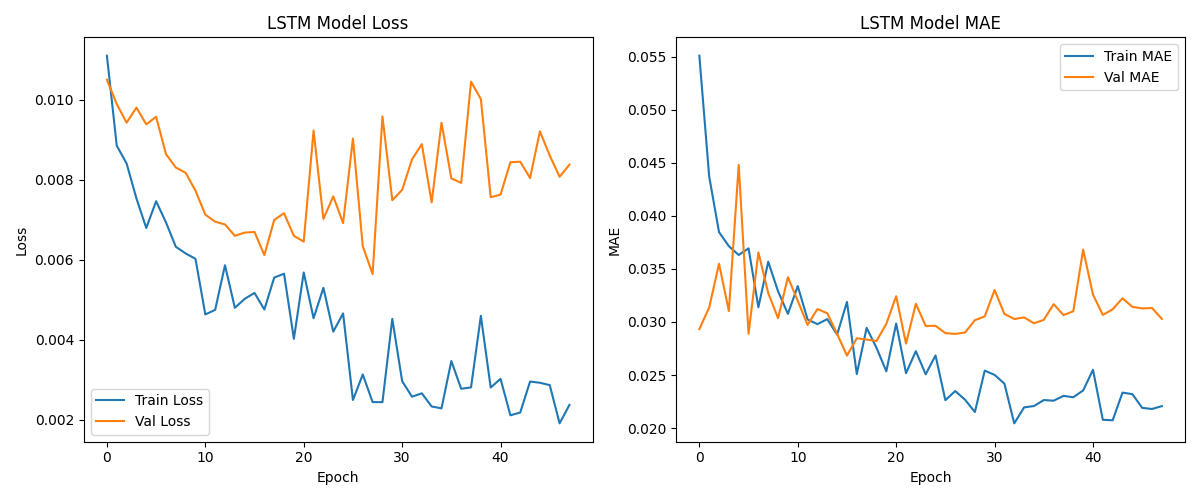 LSTM Model Loss
Loss
0.010
0.008
0.006
0.004
0.002
Train Loss
Val Loss
0 10 20 30 40
Epoch
LSTM Model MAE
MAE
0.055
0.050
0.045
0.040
0.035
0.030
0.025
0.020
Train MAE
Val MAE
0 10 20 30 40
Epoch